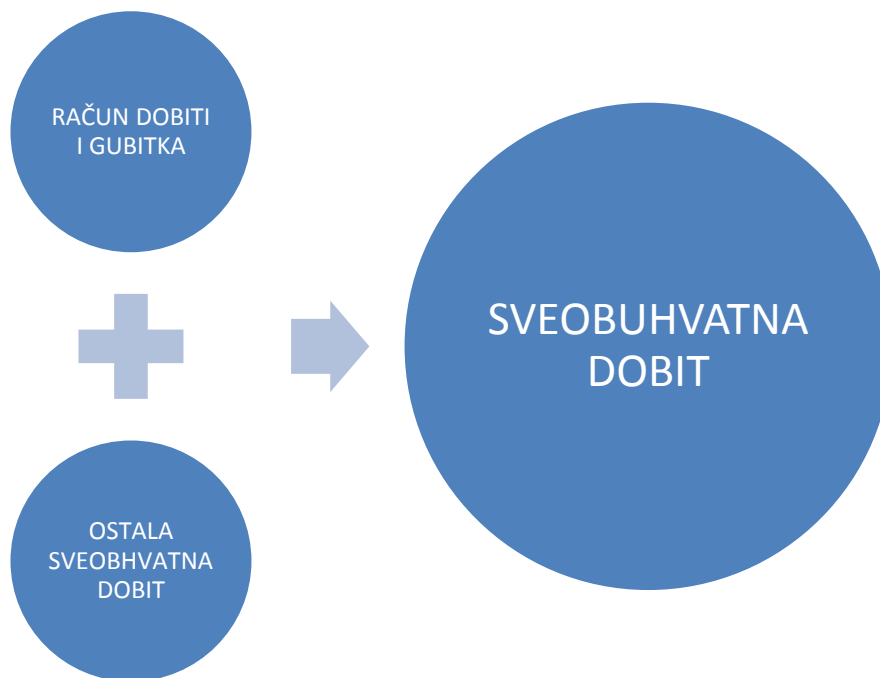 RAČUN DOBITI
I GUBITKA
SVEOBUHVATNA
DOBIT
OSTALA
SVEOBHVATNA
DOBIT